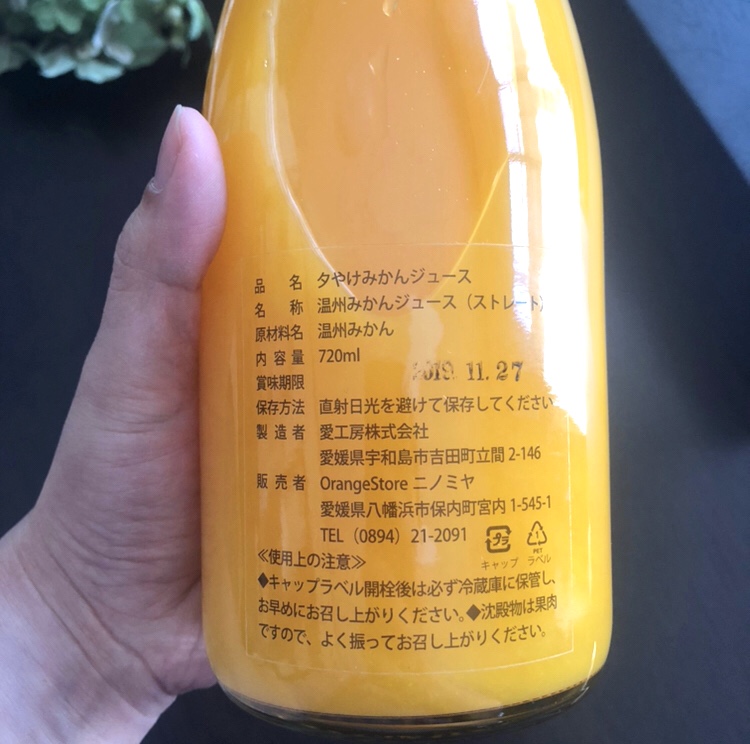 品名 夕やけみかんジュース
名称 温州みかんジュース（ストレート）
原材料名 温州みかん
内容量 720ml
賞味期限 2019.11.27
保存方法 直射日光を避けて保存してください
製造者 愛工房株式会社
愛媛県宇和島市吉田町立間2-146
販売者 OrangeStore ニノミヤ
愛媛県八幡浜市保内町宮内1-545-1
TEL（0894）21-2091
プラ
キャップ
1
PET
ラベル
≪使用上の注意≫
◆キャップラベル開栓後は必ず冷蔵庫に保管し、
お早めにお召し上がりください。◆沈殿物は果肉
ですので、よく振ってお召し上がりください。